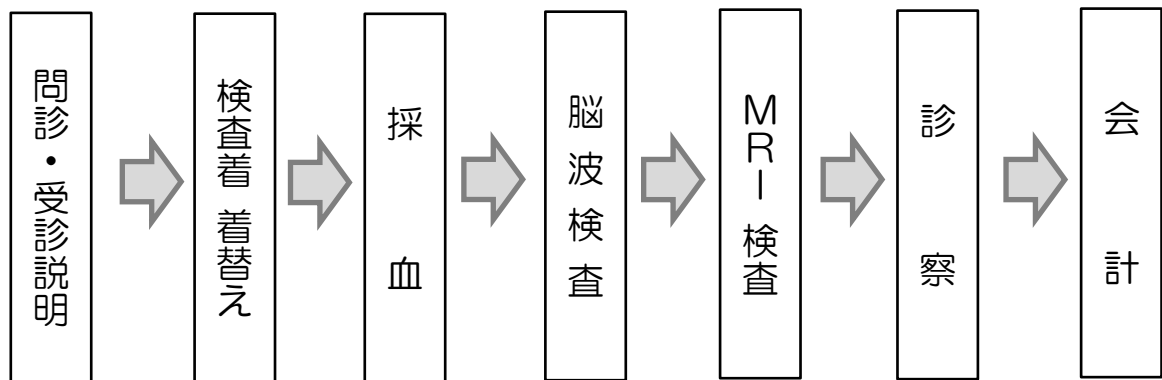 問診・受診説明
検査着 着替え
採血
脳波検査
MRI検査
診察
会計